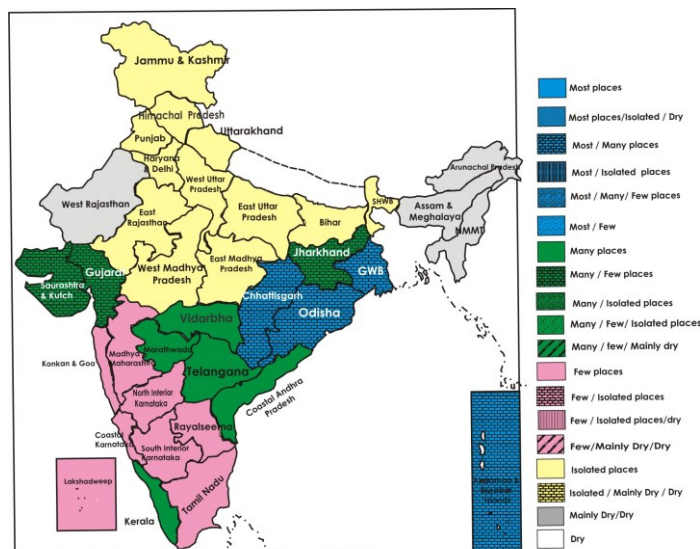 Jammu & Kashmir
Himachal Pradesh
Punjab
Uttarakhand
Haryana
& Delhi
West Uttar
Pradesh
West Rajasthan
East
Rajasthan
East Uttar
Pradesh
Bihar
SHWB
Arunachal Pradesh
Assam &
Meghalaya
NMMT
Jharkhand
GWB
Gujarat
Saurashtra
& Kutch
West Madhya
Pradesh
East Madhya
Pradesh
Chhattisgarh
Odisha
Vidarbha
Konkan & Goa
Madhya
Maharashtra
Marathwada
Telangana
Coastal Andhra
Pradesh
North Interior
Karnataka
Rayalseema
Coastal
Karnataka
South Interior
Karnataka
Lakshadweep
Kerala
Tamil Nadu
Islands
Most places
Most places/Isolated / Dry
Most / Many places
Most / Isolated places
Most / Many/ Few places
Most / Few
Many places
Many / Few places
Many / Isolated places
Many / Few/ Isolated places
Many / few/ Mainly dry
Few places
Few / Isolated places
Few / Isolated places/dry
Few/Mainly Dry/Dry
Isolated places
Isolated / Mainly Dry / Dry
Mainly Dry/Dry
Dry